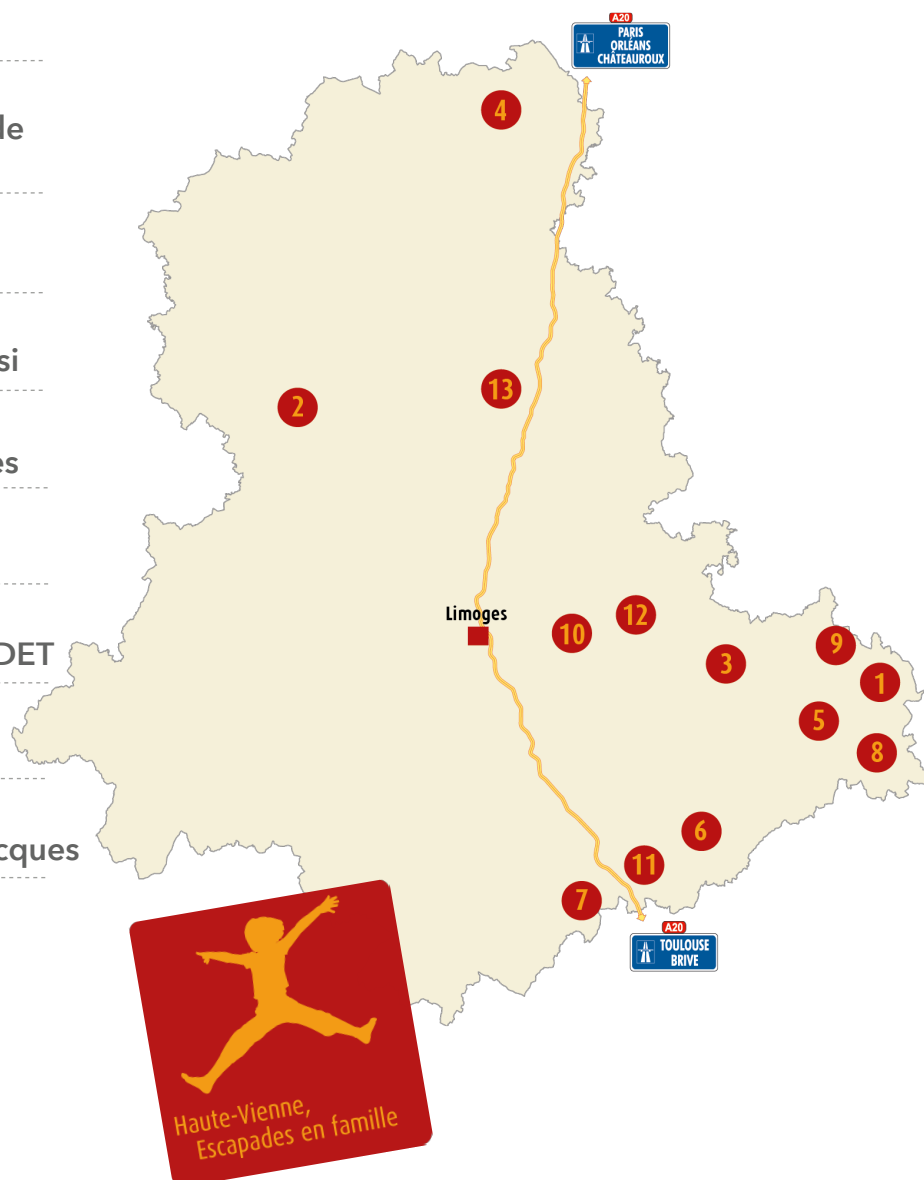 A20
PARIS
ORLÉANS
CHÂTEAUROUX
4
le
si
13
2
es
Limoges
12
10
DET
9
3
1
5
8
6
cques
11
7
A20
TOULOUSE
BRIVE
Haute-Vienne,
Escapades en famille